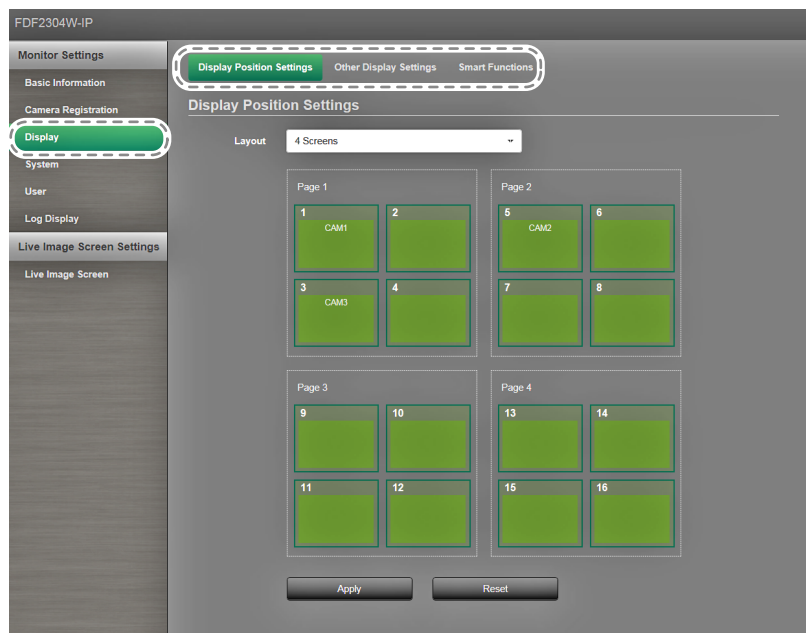 FDF2304W-IP
Monitor Settings
Basic Information
Camera Registration
Display
System
User
Log Display
Live Image Screen Settings
Live Image Screen
Display Position Settings Other Display Settings Smart Functions
Display Position Settings
Layout 4 Screens
Page 1
1 2
CAM1
3 4
CAM3
Page 2
5 6
CAM2
7 8
Page 3
9 10
11 12
Page 4
13 14
15 16
Apply Reset